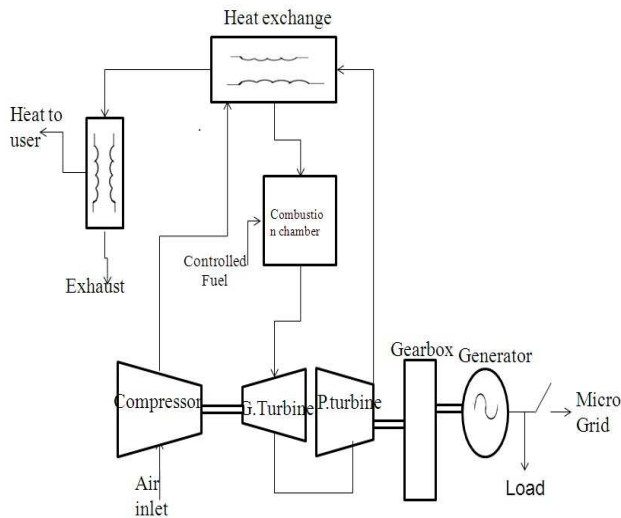 Heat exchange
Heat to
user
Combustio
n chamber
Controlled
Fuel
Exhaust
Gearbox
Generator
Compressor
G.Turbine
P.turbine
Micro
Grid
Air
inlet
Load